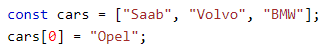 const cars = ["Saab", "Volvo", "BMW"];
cars[0] = "Opel";